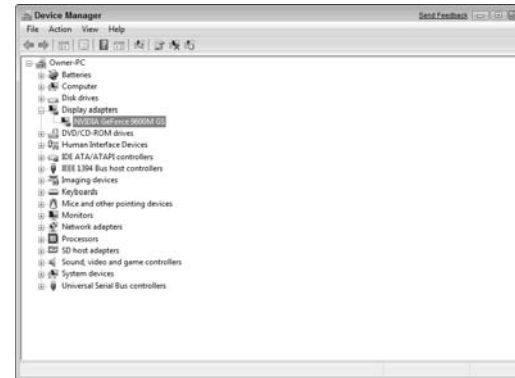 Device Manager
Send Feedback
File Action View Help
Owner-PC
Batteries
Computer
Disk drives
Display adapters
NVIDIA GeForce 9600M GS
DVD/CD-ROM drives
Human Interface Devices
IDE ATA/ATAPI controllers
IEEE 1394 Bus host controllers
Imaging devices
Keyboards
Mice and other pointing devices
Monitors
Network adapters
Processors
SD host adapters
Sound, video and game controllers
System devices
Universal Serial Bus controllers